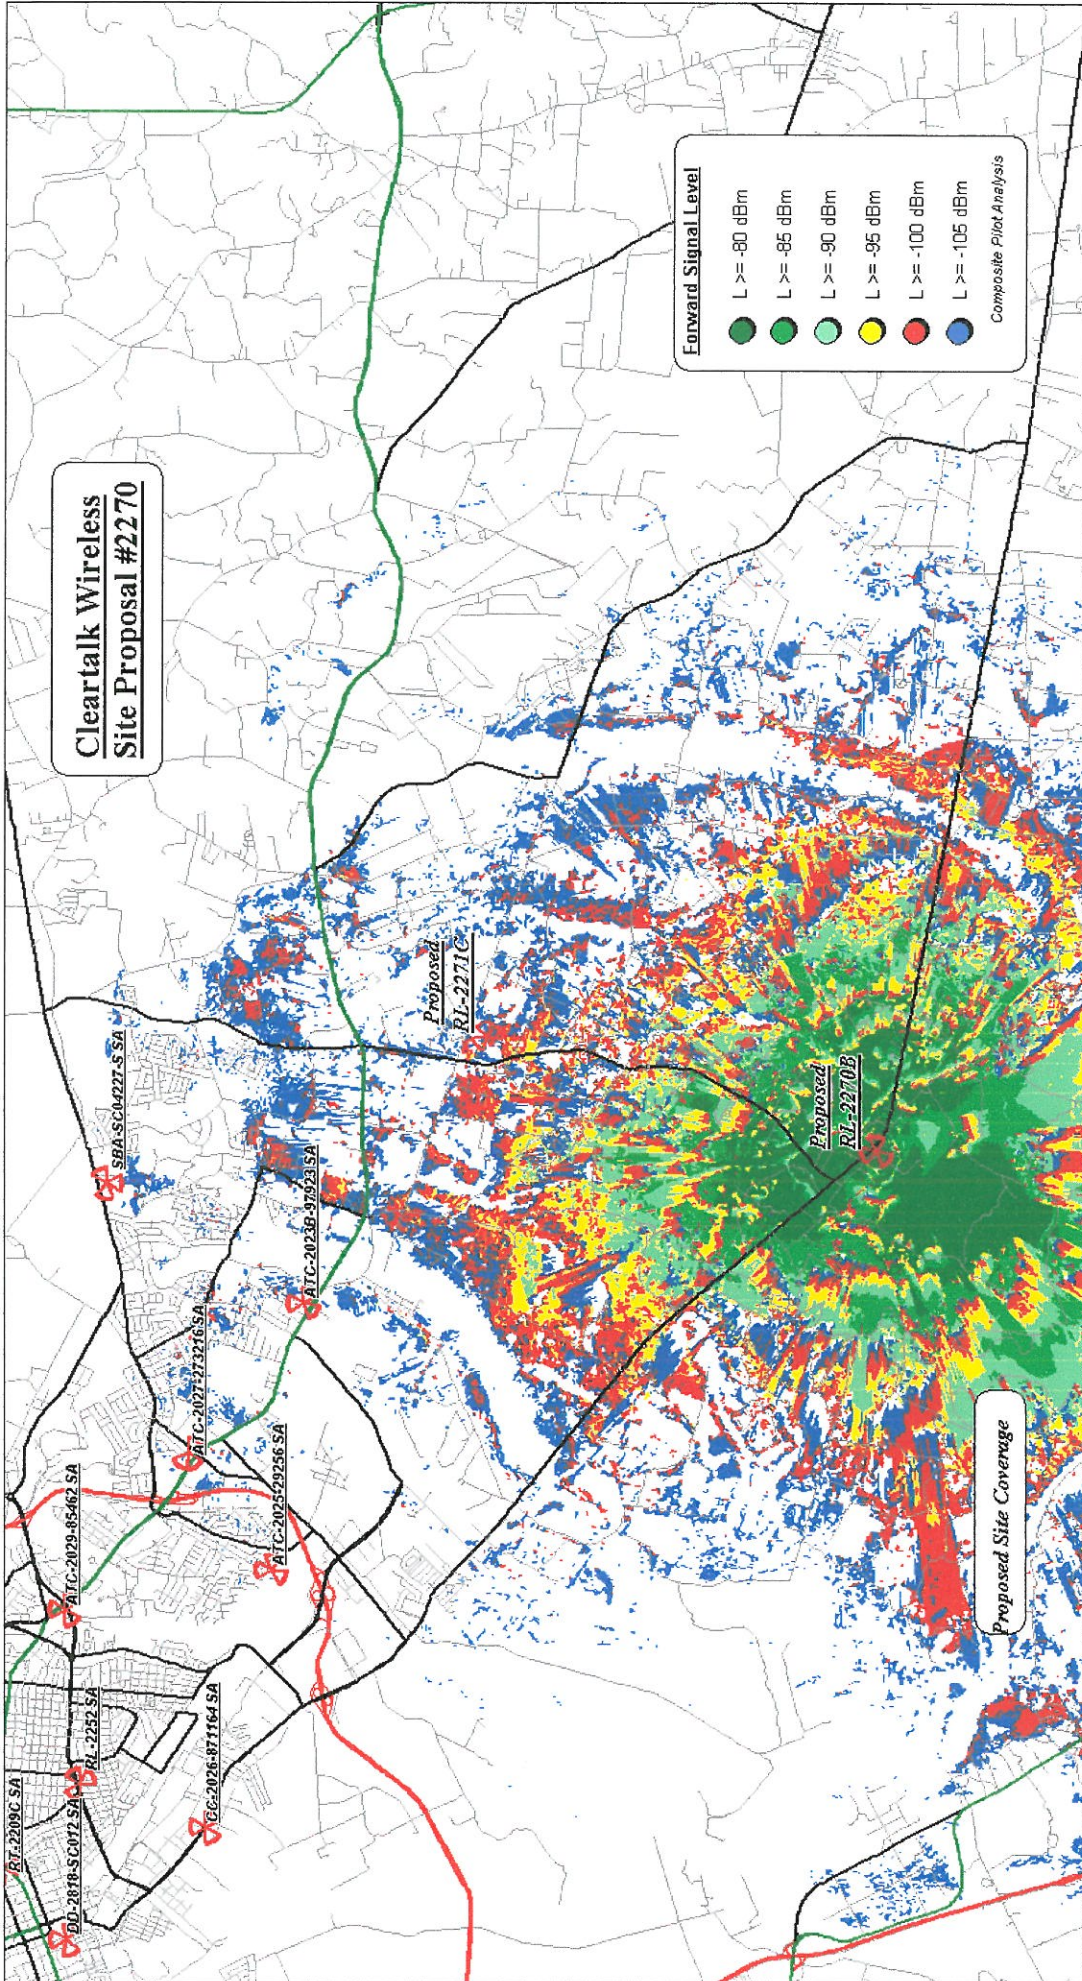 Cleartalk Wireless
Site Proposal #2270
Forward Signal Level
L >= -80 dBm
L >= -85 dBm
L >= -90 dBm
L >= -95 dBm
L >= -100 dBm
L >= -105 dBm
Composite Pilot Analysis
RT-2209C SA
DD-2818-SC012 SA
RL-2252 SA
CC-2026-871164 SA
ATC-2029-85462 SA
ATC-2027-273216 SA
ATC-2025-29256 SA
SBA-SC04227-S SA
ATC-2023B-97923 SA
Proposed
RL-2271C
Proposed
RL-2270B
Proposed Site Coverage